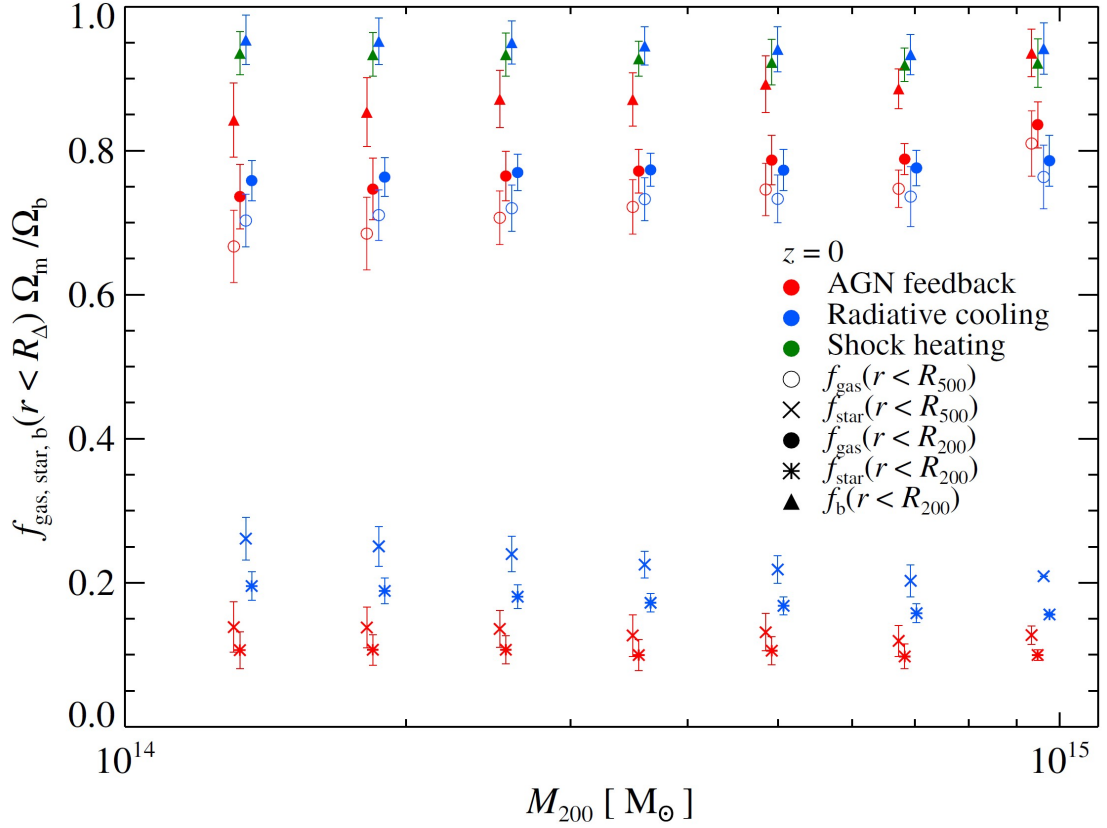 1.0
0.8
0.6
0.4
0.2
0.0
f_gas, star, b(r < R_Δ) Ω_m /Ω_b
z = 0
AGN feedback
Radiative cooling
Shock heating
f_gas(r < R_500)
f_star(r < R_500)
f_gas(r < R_200)
f_star(r < R_200)
f_b(r < R_200)
10^14
10^15
M_200 [ M_⊙ ]